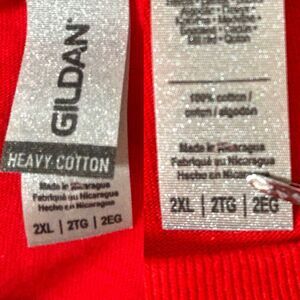 GILDAN
HEAVY COTTON
Made in Nicaragua
Fabriqué au Nicaragua
Hecho en Nicaragua
2XL | 2TG | 2EG
100% cotton /
coton / algodón
Made in Nicaragua
Fabriqué au Nicaragua
Hecho en Nicaragua
2XL | 2TG | 2EG